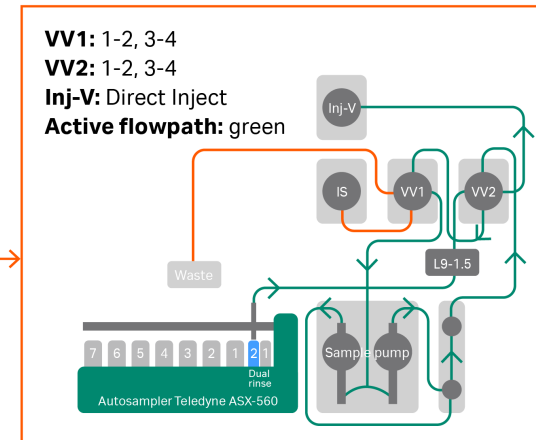 VV1: 1-2, 3-4
VV2: 1-2, 3-4
Inj-V: Direct Inject
Active flowpath: green
Inj-V
IS
VV1
VV2
Waste
L9-1.5
7 6 5 4 3 2 1 2 1
Sample pump
Dual
rinse
Autosampler Teledyne ASX-560